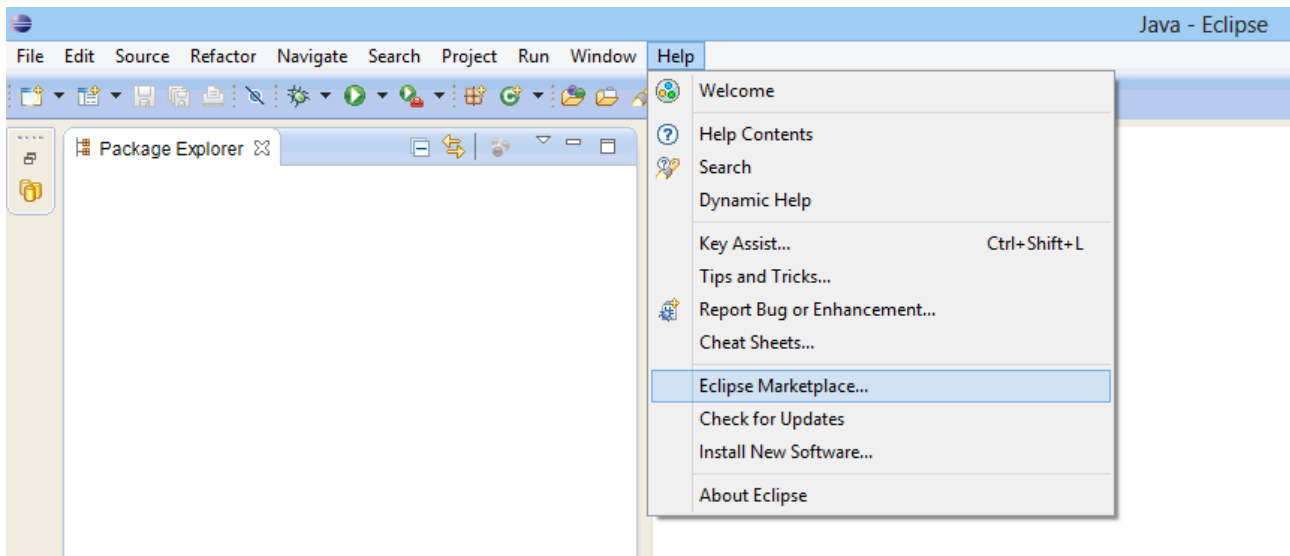 Java - Eclipse
File Edit Source Refactor Navigate Search Project Run Window Help
Package Explorer
Welcome
Help Contents
Search
Dynamic Help
Key Assist... Ctrl+Shift+L
Tips and Tricks...
Report Bug or Enhancement...
Cheat Sheets...
Eclipse Marketplace...
Check for Updates
Install New Software...
About Eclipse